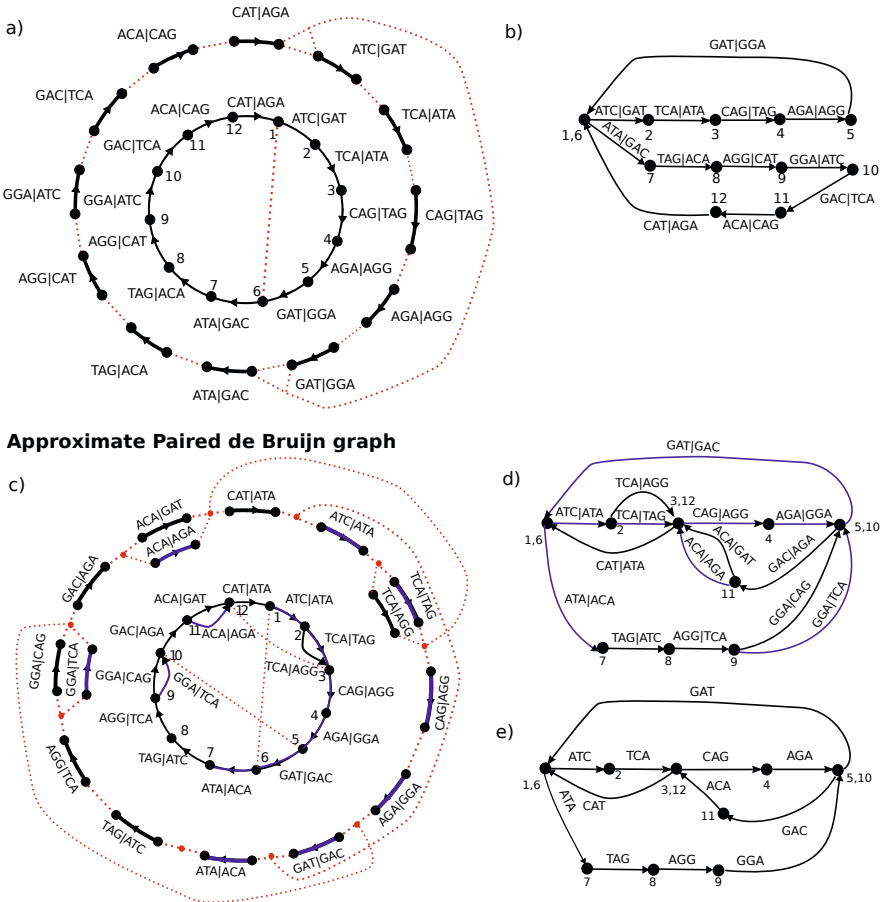 a)
CAT|AGA
ATC|GAT
TCA|ATA
CAG|TAG
AGA|AGG
GAT|GGA
ATA|GAC
TAG|ACA
AGG|CAT
GGA|ATC
GAC|TCA
ACA|CAG
CAT|AGA
ATC|GAT
TCA|ATA
CAG|TAG
AGA|AGG
GAT|GGA
ATA|GAC
TAG|ACA
AGG|CAT
GGA|ATC
GAC|TCA
ACA|CAG
1
2
3
4
5
6
7
8
9
10
11
12
b)
GAT|GGA
ATC|GAT
TCA|ATA
CAG|TAG
AGA|AGG
1,6
2
3
4
5
ATA|GAC
TAG|ACA
AGG|CAT
GGA|ATC
7
8
9
10
GAC|TCA
12
11
CAT|AGA
ACA|CAG
Approximate Paired de Bruijn graph
c)
CAT|ATA
ATC|ATA
TCA|TAG
TCA|AGG
CAG|AGG
AGA|GGA
GAT|GAC
ATA|ACA
TAG|ATC
AGG|TCA
GGA|CAG
GGA|TCA
GAC|AGA
ACA|GAT
ACA|AGA
CAT|ATA
ATC|ATA
TCA|TAG
TCA|AGG
CAG|AGG
AGA|GGA
GAT|GAC
ATA|ACA
TAG|ATC
AGG|TCA
GGA|CAG
GGA|TCA
GAC|AGA
ACA|GAT
ACA|AGA
1
2
3
4
5
6
7
8
9
10
11
12
d)
GAT|GAC
TCA|AGG
ATC|ATA
TCA|TAG
3,12
CAG|AGG
AGA|GGA
1,6
2
4
5,10
CAT|ATA
ACA|GAT
ACA|AGA
GAC|AGA
11
ATA|ACA
GGA|CAG
GGA|TCA
TAG|ATC
AGG|TCA
7
8
9
e)
GAT
ATC
TCA
CAG
AGA
1,6
2
3,12
4
5,10
ATA
CAT
ACA
11
GAC
TAG
AGG
GGA
7
8
9